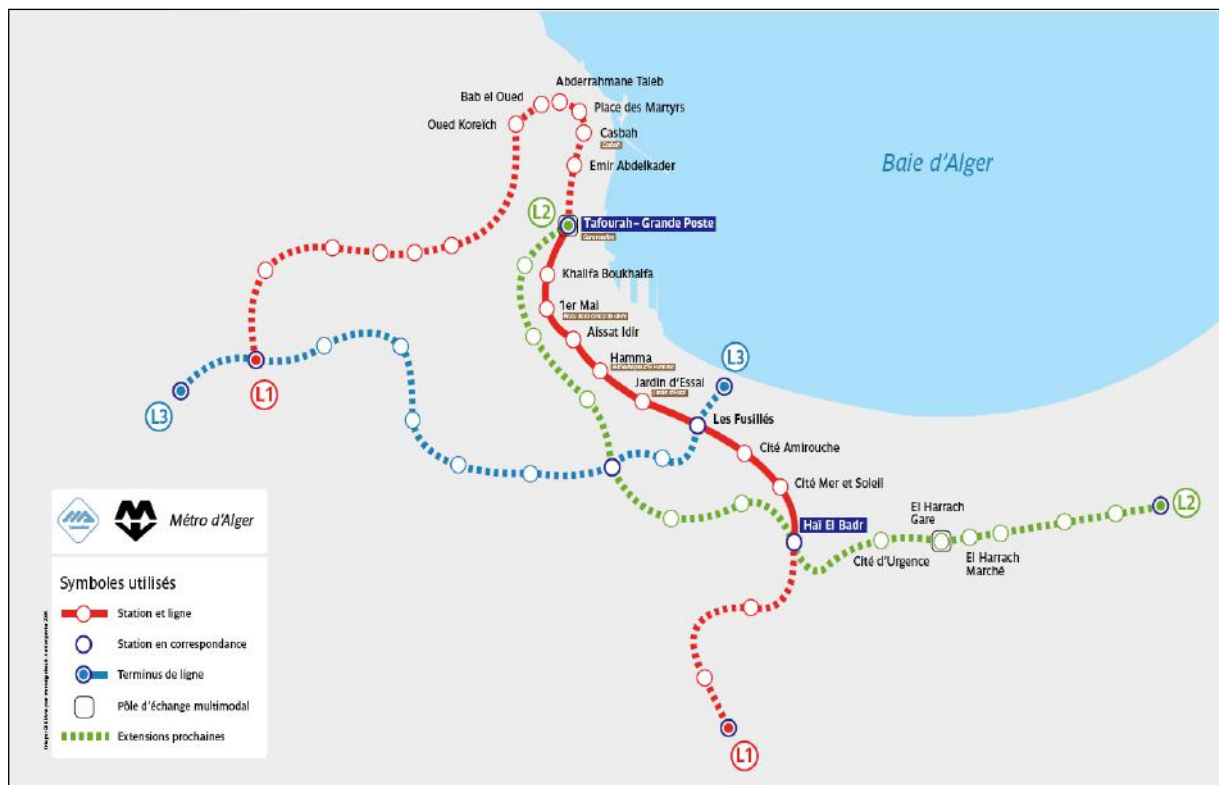 Abderrahmane Taleb
Bab el Oued
Place des Martyrs
Oued Koreïch
Casbah
Casbah
Emir Abdelkader
Baie d'Alger
L2
Tafourah – Grande Poste
Khalifa Boukhalfa
1er Mai
Aissat Idir
Hamma
L3
Jardin d'Essai
L1
L3
Les Fusillés
Cité Amirouche
Cité Mer et Soleil
El Harrach
Gare
L2
Haï El Badr
Cité d'Urgence
El Harrach
Marché
Métro d'Alger
Symboles utilisés
Station et ligne
Station en correspondance
Terminus de ligne
Pôle d'échange multimodal
Extensions prochaines
L1